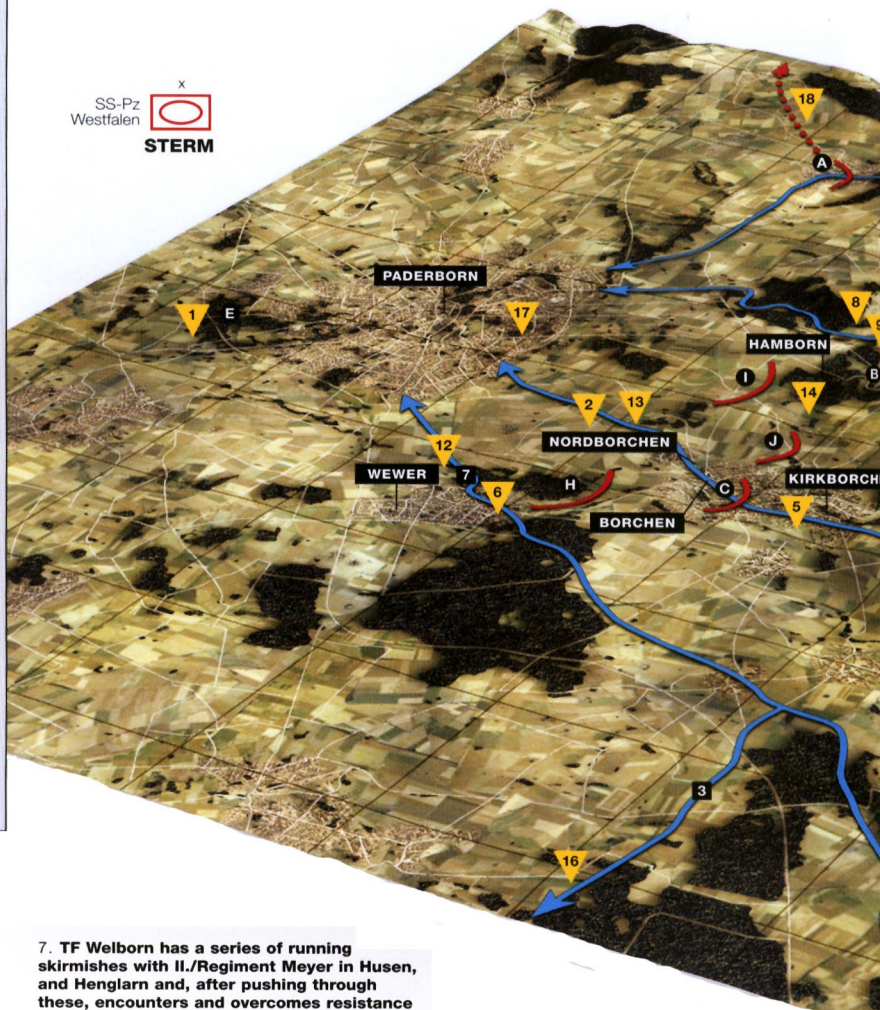 x
SS-Pz
Westfalen
STERM
18
A
PADERBORN
1
E
17
8
9
HAMBORN
I
B
14
2
13
NORDBORCHEN
J
12
WEWER
7
6
H
C
KIRKBORCH
BORCHEN
5
3
16
7. TF Welborn has a series of running
skirmishes with II./Regiment Meyer in Husen,
and Henglarn and, after pushing through
these, encounters and overcomes resistance